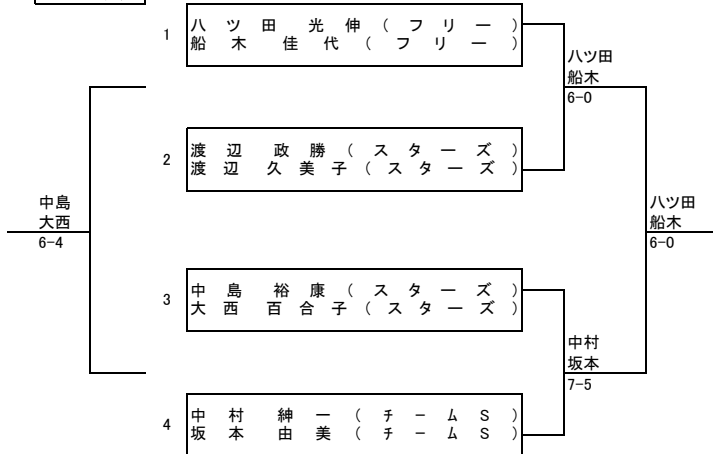 1
八ツ田 光伸(フリー)
船木 佳代(フリー)
八ツ田
船木
6-0
2
渡辺 政勝(スターズ)
渡辺 久美子(スターズ)
中島
大西
6-4
八ツ田
船木
6-0
3
中島 裕康(スターズ)
大西 百合子(スターズ)
中村
坂本
7-5
4
中村 紳一(チームS)
坂本 由美(チームS)